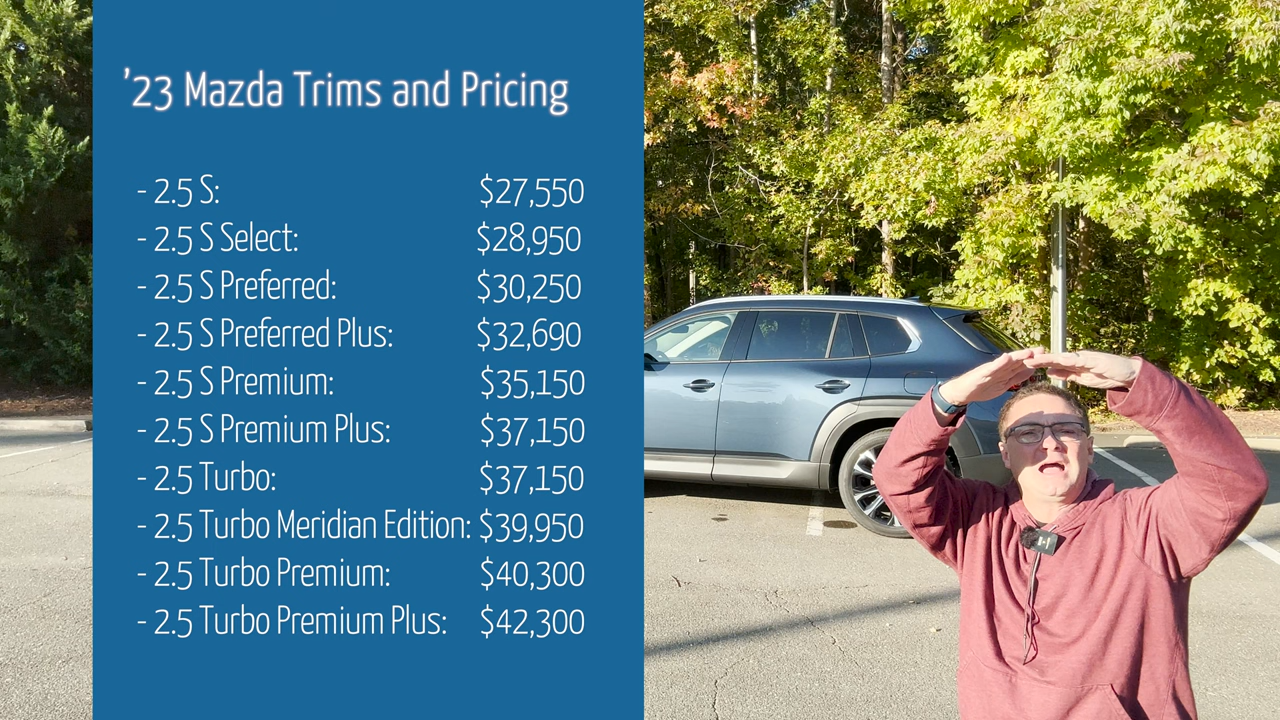 '23 Mazda Trims and Pricing
- 2.5 S: $27,550
- 2.5 S Select: $28,950
- 2.5 S Preferred: $30,250
- 2.5 S Preferred Plus: $32,690
- 2.5 S Premium: $35,150
- 2.5 S Premium Plus: $37,150
- 2.5 Turbo: $37,150
- 2.5 Turbo Meridian Edition: $39,950
- 2.5 Turbo Premium: $40,300
- 2.5 Turbo Premium Plus: $42,300